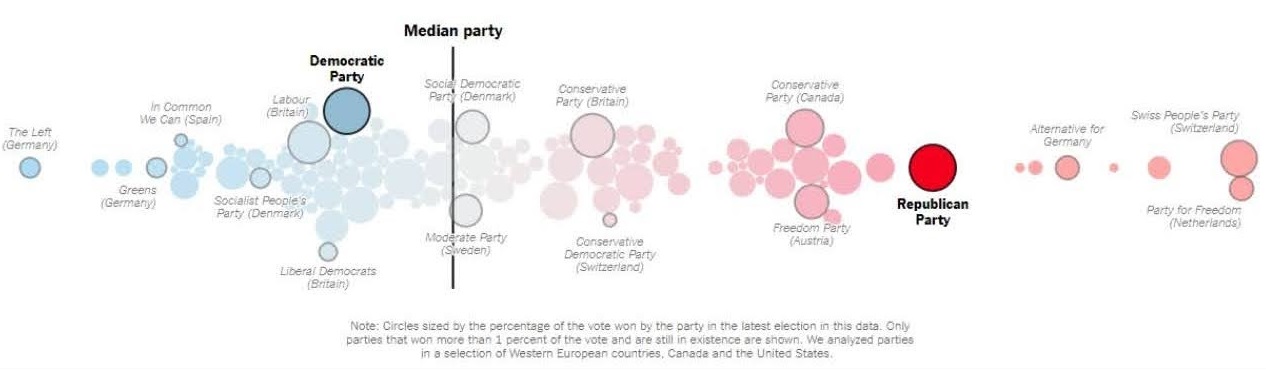 Median party
Democratic
Party
Social Democratic
Party (Denmark)
Conservative
Party (Britain)
Conservative
Party (Canada)
Labour
(Britain)
In Common
We Can (Spain)
The Left
(Germany)
Alternative for
Germany
Swiss People's Party
(Switzerland)
Greens
(Germany)
Socialist People's
Party (Denmark)
Republican
Party
Party for Freedom
(Netherlands)
Moderate Party
(Sweden)
Freedom Party
(Austria)
Conservative
Democratic Party
(Switzerland)
Liberal Democrats
(Britain)
Note: Circles sized by the percentage of the vote won by the party in the latest election in this data. Only
parties that won more than 1 percent of the vote and are still in existence are shown. We analyzed parties
in a selection of Western European countries, Canada and the United States.